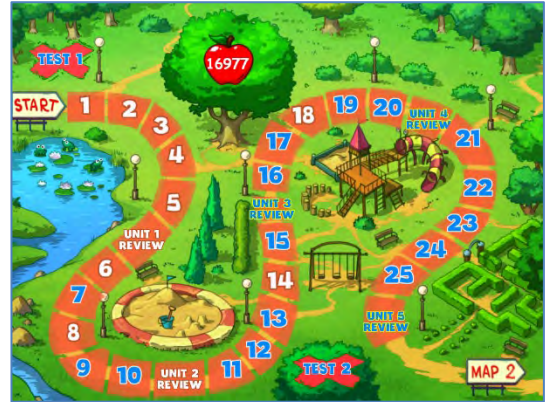 TEST 1
16977
START
1
2
3
4
5
UNIT 1
REVIEW
6
7
8
9
10
UNIT 2
REVIEW
11
12
13
14
15
UNIT 3
REVIEW
16
17
18
19
20
UNIT 4
REVIEW
21
22
23
24
25
UNIT 5
REVIEW
TEST 2
MAP 2